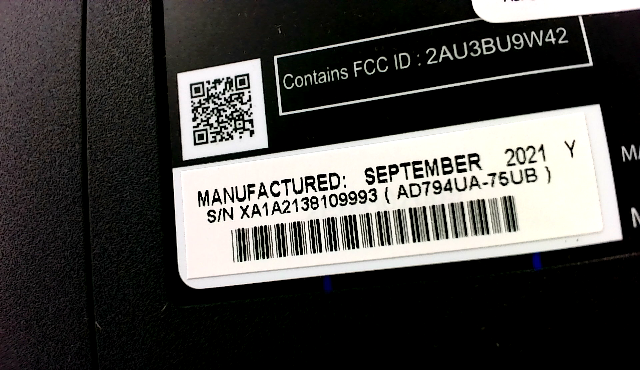 Contains FCC ID : 2AU3BU9W42
MANUFACTURED: SEPTEMBER 2021 Y
S/N XA1A2138109993 ( AD794UA-75UB )